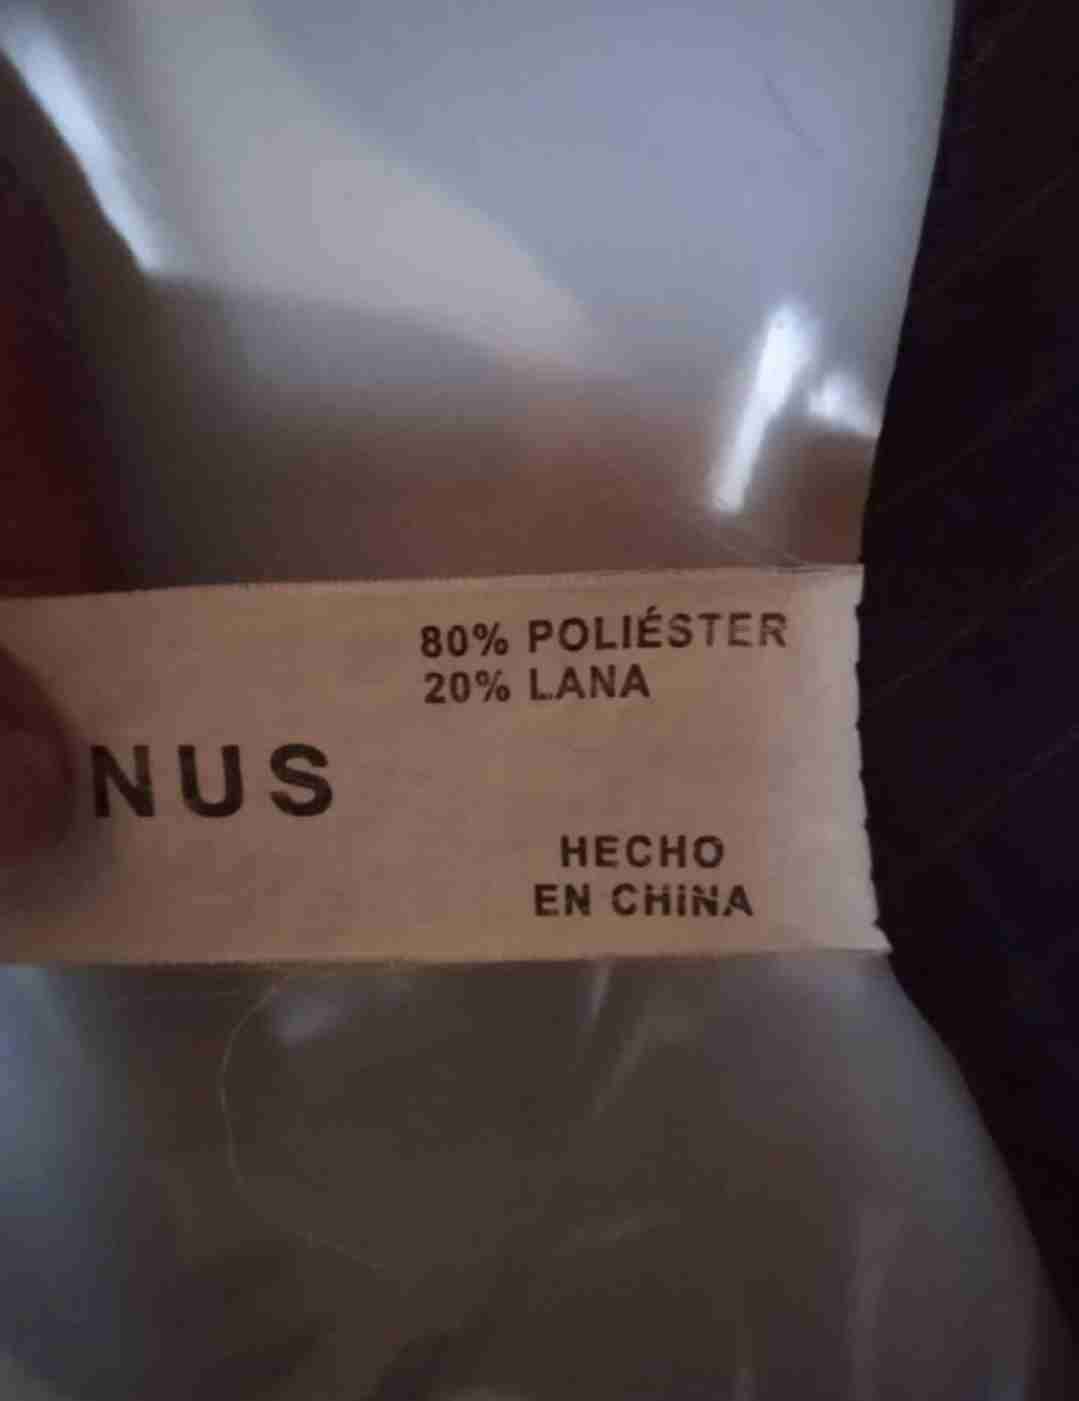 80% POLIÉSTER
20% LANA
NUS
HECHO
EN CHINA